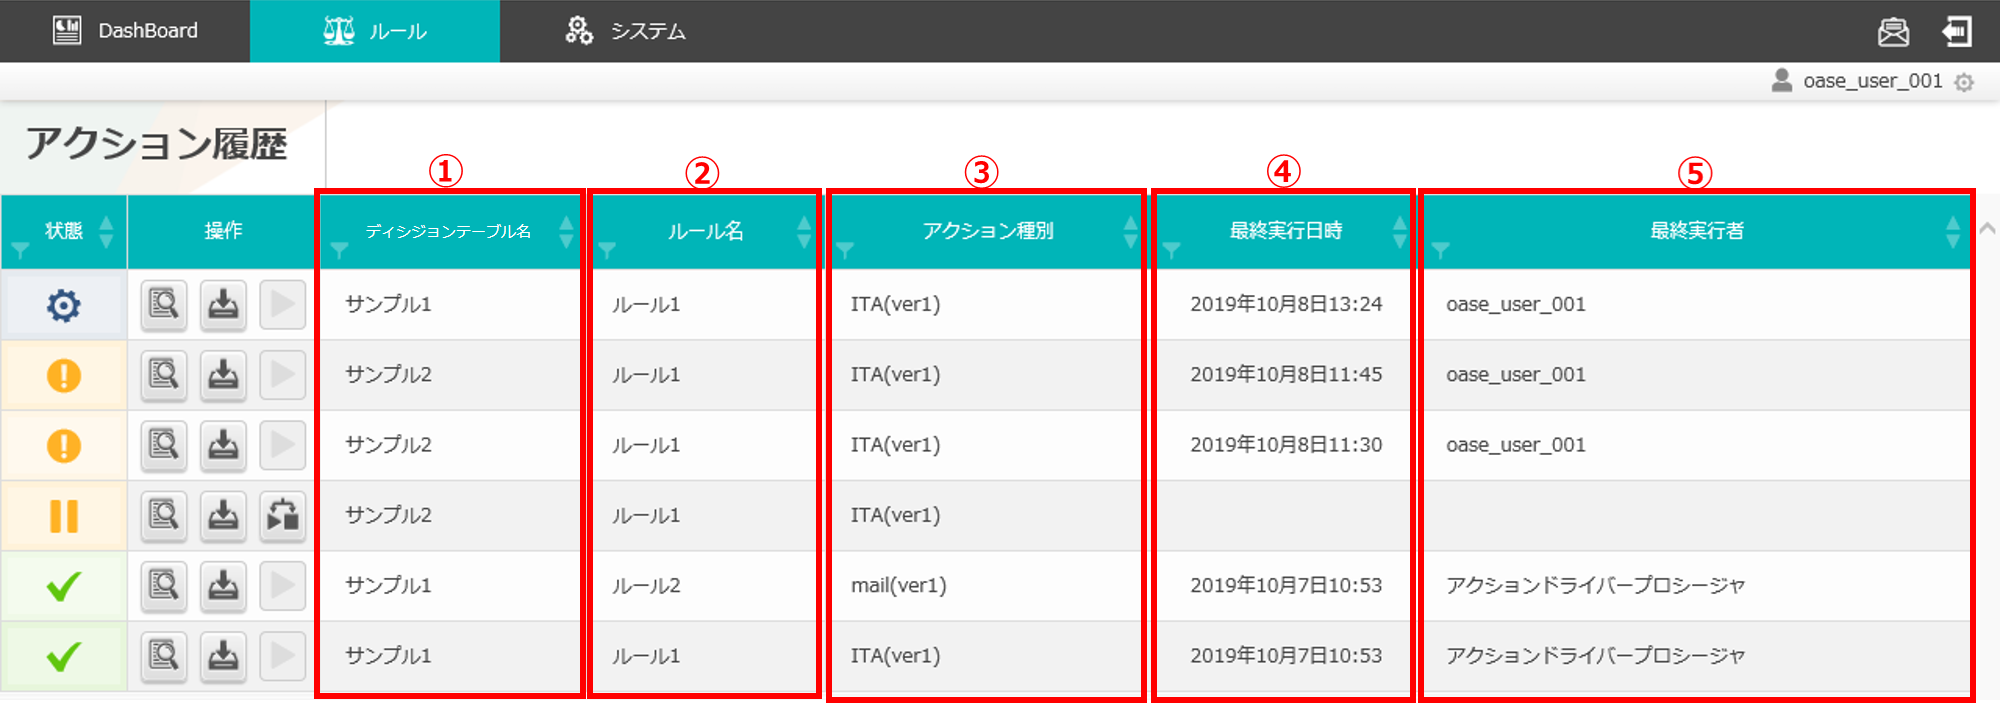 DashBoard ルール システム
oase_user_001
アクション履歴
① ② ③ ④ ⑤
状態 操作 ディシジョンテーブル名 ルール名 アクション種別 最終実行日時 最終実行者
サンプル1 ルール1 ITA(ver1) 2019年10月8日13:24 oase_user_001
サンプル2 ルール1 ITA(ver1) 2019年10月8日11:45 oase_user_001
サンプル2 ルール1 ITA(ver1) 2019年10月8日11:30 oase_user_001
サンプル2 ルール1 ITA(ver1)
サンプル1 ルール2 mail(ver1) 2019年10月7日10:53 アクションドライバープロシージャ
サンプル1 ルール1 ITA(ver1) 2019年10月7日10:53 アクションドライバープロシージャ